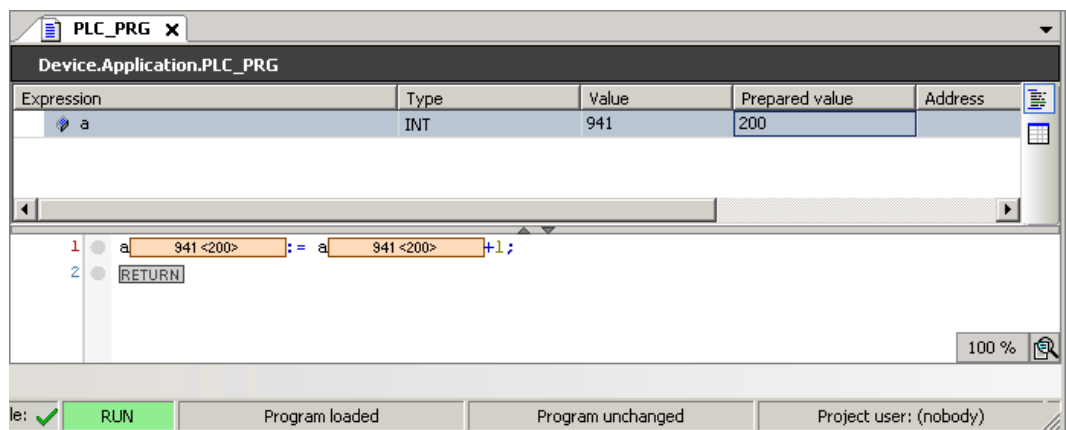 PLC_PRG X
Device.Application.PLC_PRG
Expression Type Value Prepared value Address
a INT 941 200
1 a 941 <200> := a 941 <200> +1;
2 RETURN
100 %
le: RUN Program loaded Program unchanged Project user: (nobody)